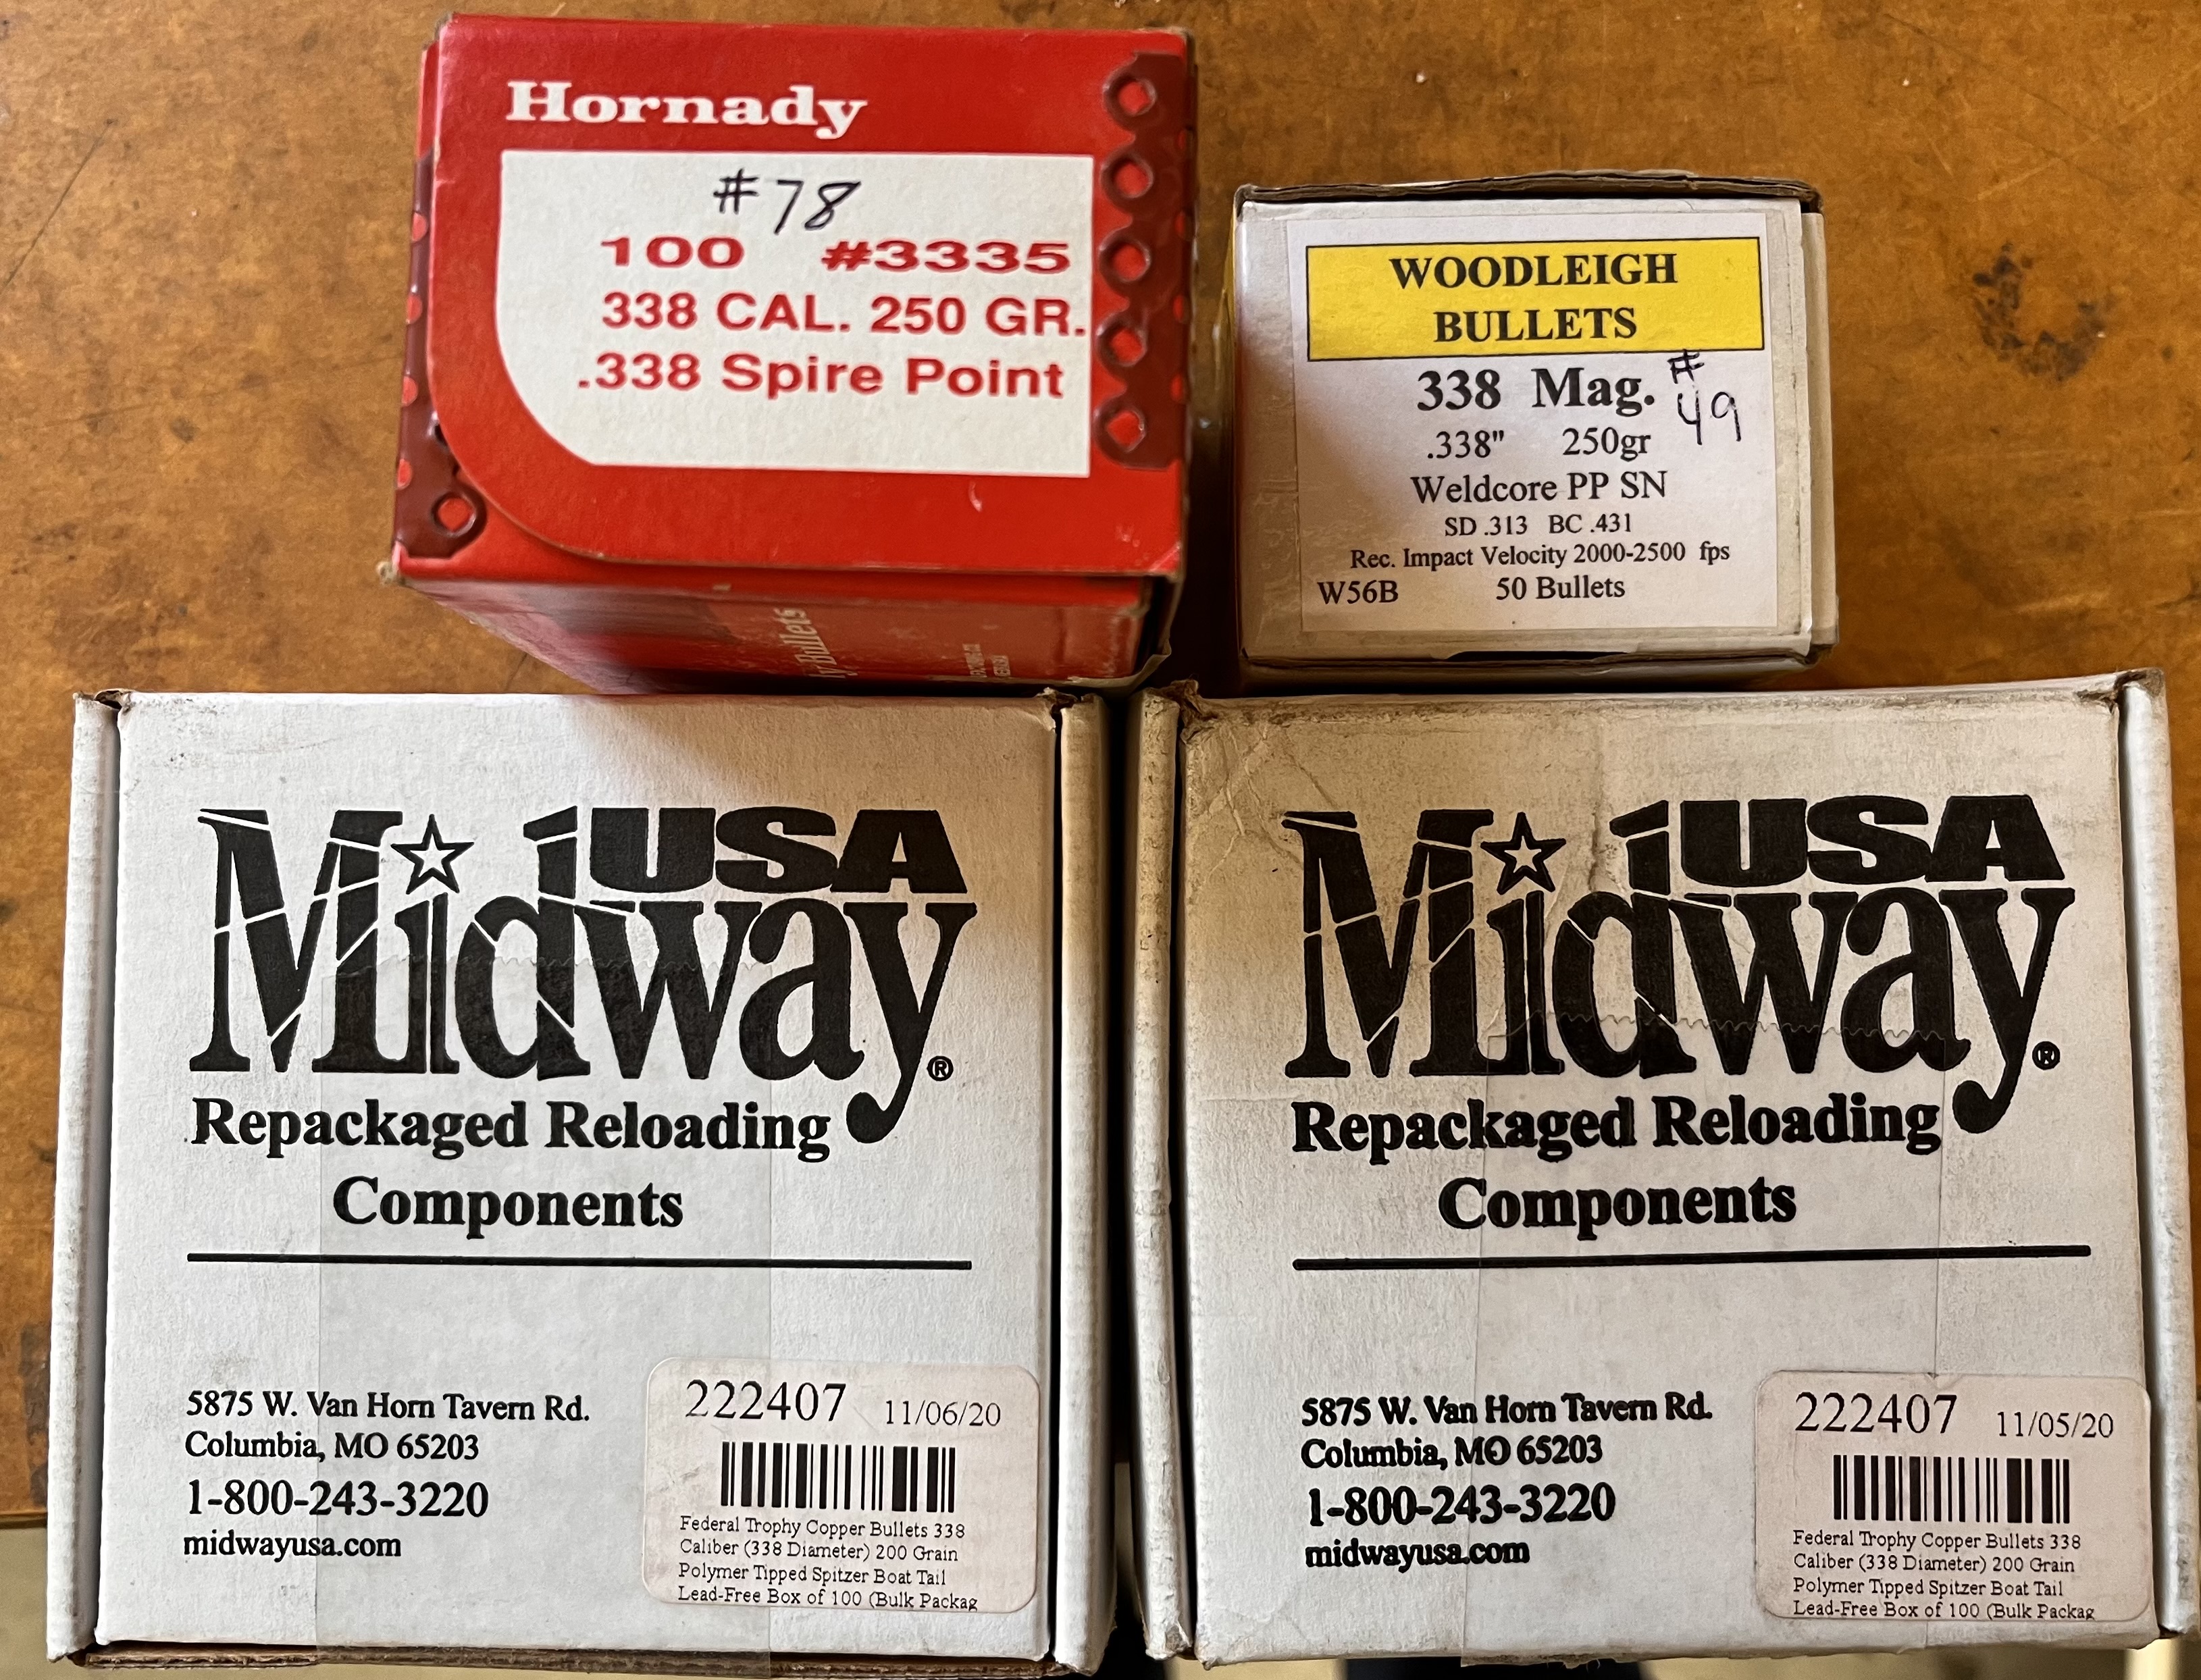 Hornady
#78
100 #3335
338 CAL. 250 GR.
.338 Spire Point
Bullets
WOODLEIGH
BULLETS
338 Mag. #
49
.338" 250gr
Weldcore PP SN
SD .313 BC .431
Rec. Impact Velocity 2000-2500 fps
W56B 50 Bullets
MidwayUSA®
Repackaged Reloading
Components
5875 W. Van Horn Tavern Rd.
Columbia, MO 65203
1-800-243-3220
midwayusa.com
222407 11/06/20
Federal Trophy Copper Bullets 338
Caliber (338 Diameter) 200 Grain
Polymer Tipped Spitzer Boat Tail
Lead-Free Box of 100 (Bulk Packag
MidwayUSA®
Repackaged Reloading
Components
5875 W. Van Horn Tavern Rd.
Columbia, MO 65203
1-800-243-3220
midwayusa.com
222407 11/05/20
Federal Trophy Copper Bullets 338
Caliber (338 Diameter) 200 Grain
Polymer Tipped Spitzer Boat Tail
Lead-Free Box of 100 (Bulk Packag